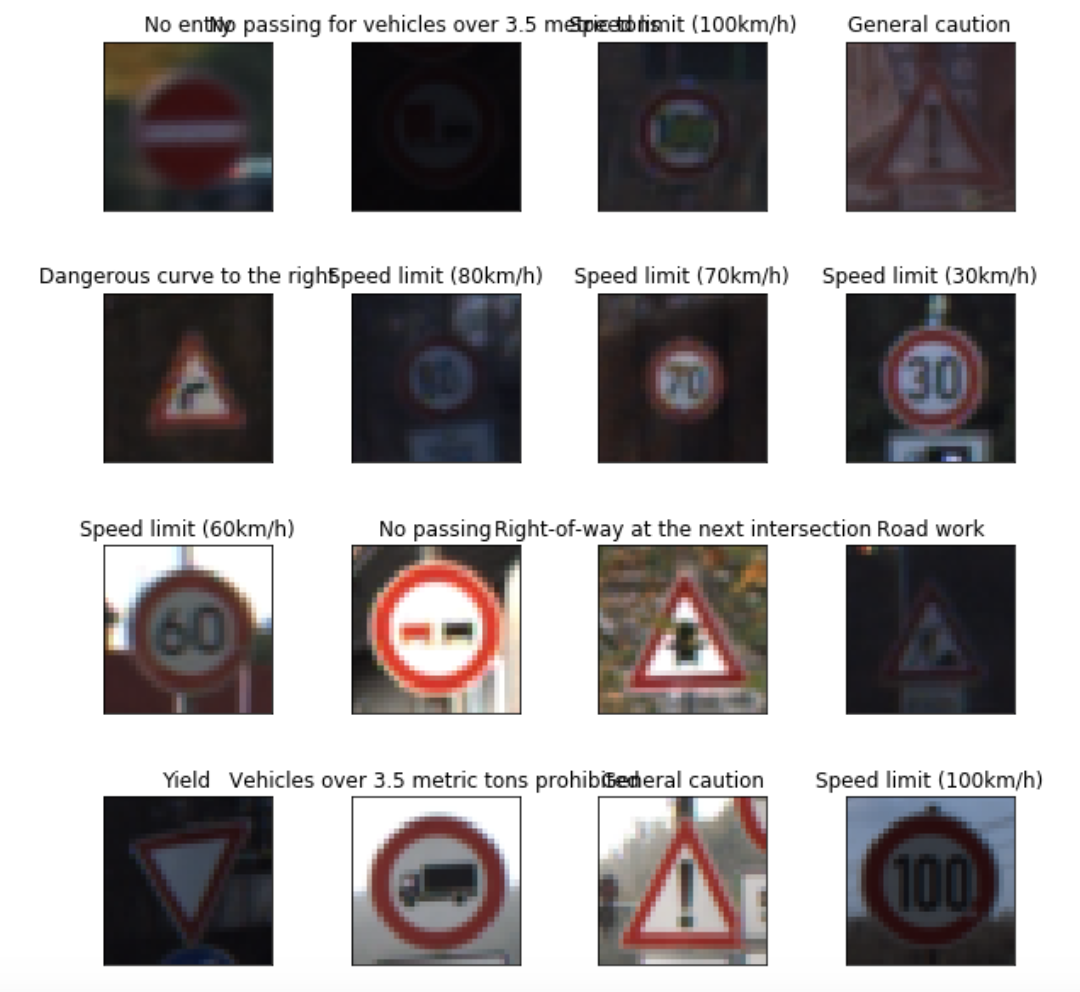 No entry
No passing for vehicles over 3.5 metric tons
Speed limit (100km/h)
General caution
Dangerous curve to the right
Speed limit (80km/h)
Speed limit (70km/h)
Speed limit (30km/h)
70
30
Speed limit (60km/h)
No passing
Right-of-way at the next intersection
Road work
60
Yield
Vehicles over 3.5 metric tons prohibited
General caution
Speed limit (100km/h)
100